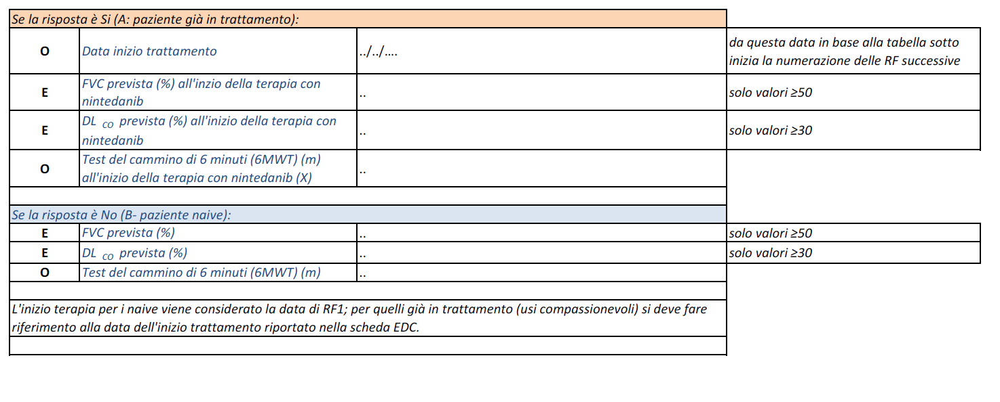 Se la risposta è Si (A: paziente già in trattamento):
O Data inizio trattamento ../../.... da questa data in base alla tabella sotto
inizia la numerazione delle RF successive
E FVC prevista (%) all'inzio della terapia con
nintedanib .. solo valori ≥50
E DL CO prevista (%) all'inizio della terapia con
nintedanib .. solo valori ≥30
O Test del cammino di 6 minuti (6MWT) (m)
all'inizio della terapia con nintedanib (X) ..
Se la risposta è No (B- paziente naive):
E FVC prevista (%) .. solo valori ≥50
E DL CO prevista (%) .. solo valori ≥30
O Test del cammino di 6 minuti (6MWT) (m) ..
L'inizio terapia per i naive viene considerato la data di RF1; per quelli già in trattamento (usi compassionevoli) si deve fare
riferimento alla data dell'inizio trattamento riportato nella scheda EDC.